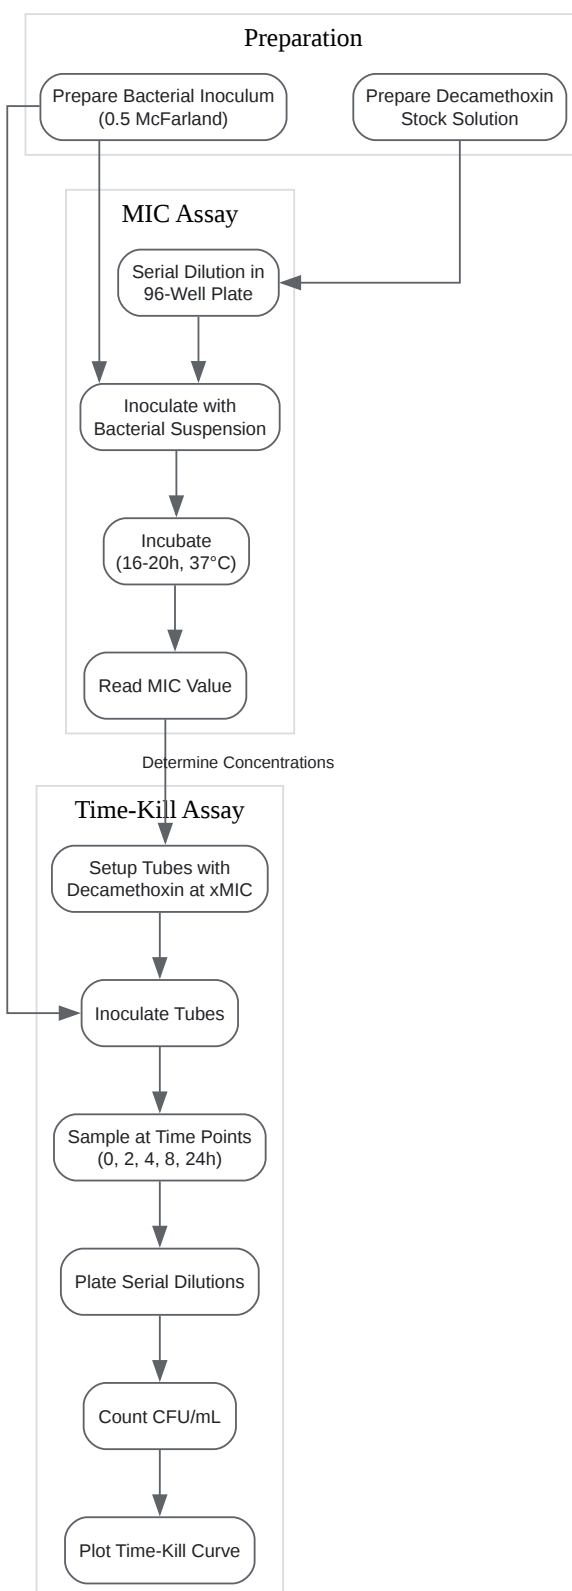 Preparation
Prepare Bacterial Inoculum
(0.5 McFarland)
Prepare Decamethoxin
Stock Solution
MIC Assay
Serial Dilution in
96-Well Plate
Inoculate with
Bacterial Suspension
Incubate
(16-20h, 37°C)
Read MIC Value
Determine Concentrations
Time-Kill Assay
Setup Tubes with
Decamethoxin at xMIC
Inoculate Tubes
Sample at Time Points
(0, 2, 4, 8, 24h)
Plate Serial Dilutions
Count CFU/mL
Plot Time-Kill Curve